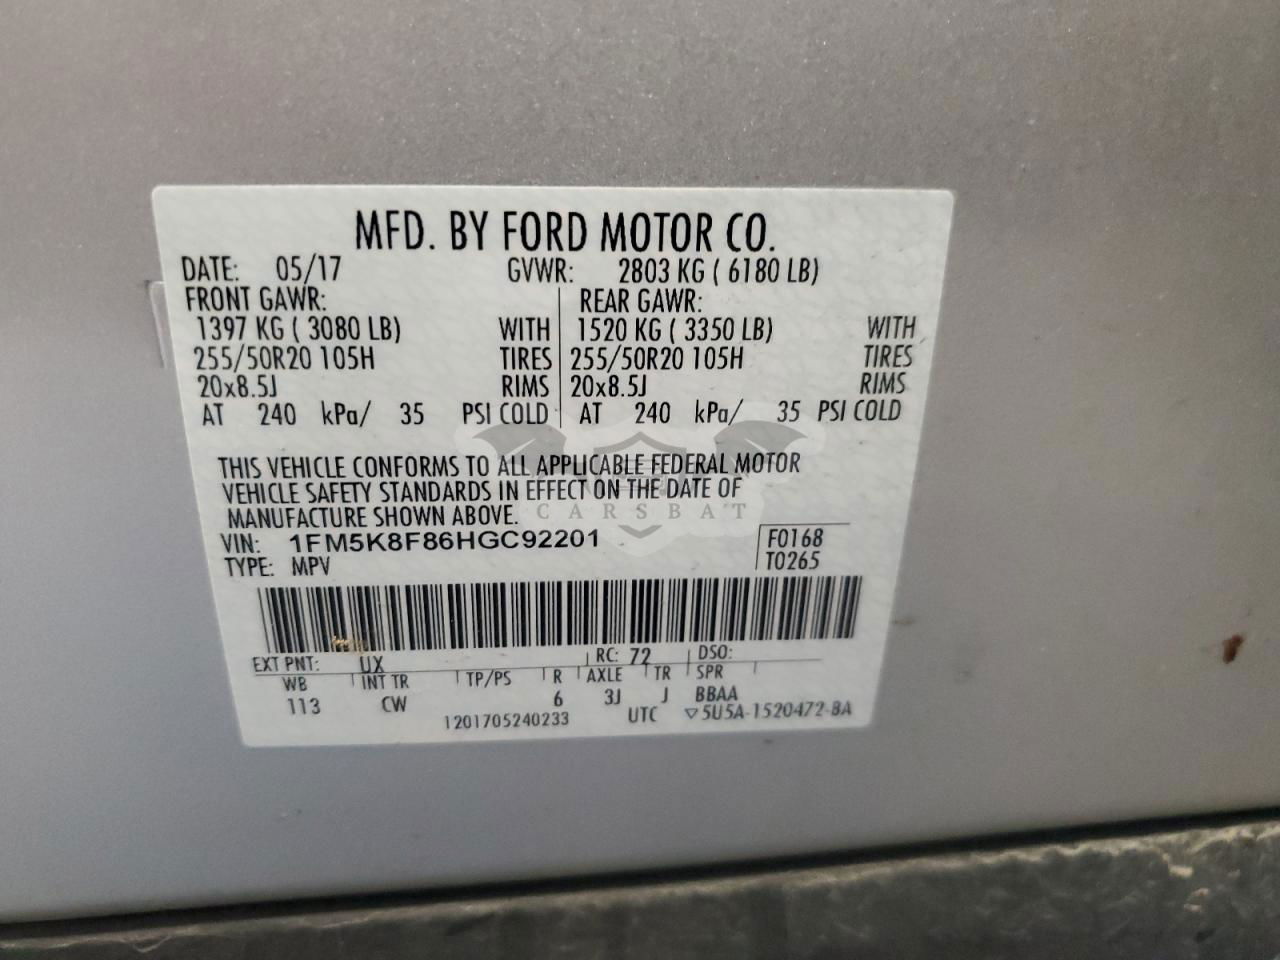 MFD. BY FORD MOTOR CO.
DATE: 05/17 GVWR: 2803 KG ( 6180 LB)
FRONT GAWR: REAR GAWR:
1397 KG ( 3080 LB) WITH 1520 KG ( 3350 LB) WITH
255/50R20 105H TIRES 255/50R20 105H TIRES
20x8.5J RIMS 20x8.5J RIMS
AT 240 kPa/ 35 PSI COLD AT 240 kPa/ 35 PSI COLD
THIS VEHICLE CONFORMS TO ALL APPLICABLE FEDERAL MOTOR
VEHICLE SAFETY STANDARDS IN EFFECT ON THE DATE OF
MANUFACTURE SHOWN ABOVE.
CARSBAT
VIN: 1FM5K8F86HGC92201 F0168
TYPE: MPV T0265
EXT PNT: UX RC: 72 DSO:
WB INT TR TP/PS R AXLE TR SPR
113 CW 6 3J J BBAA
1201705240233 UTC ▽5U5A-1520472-BA